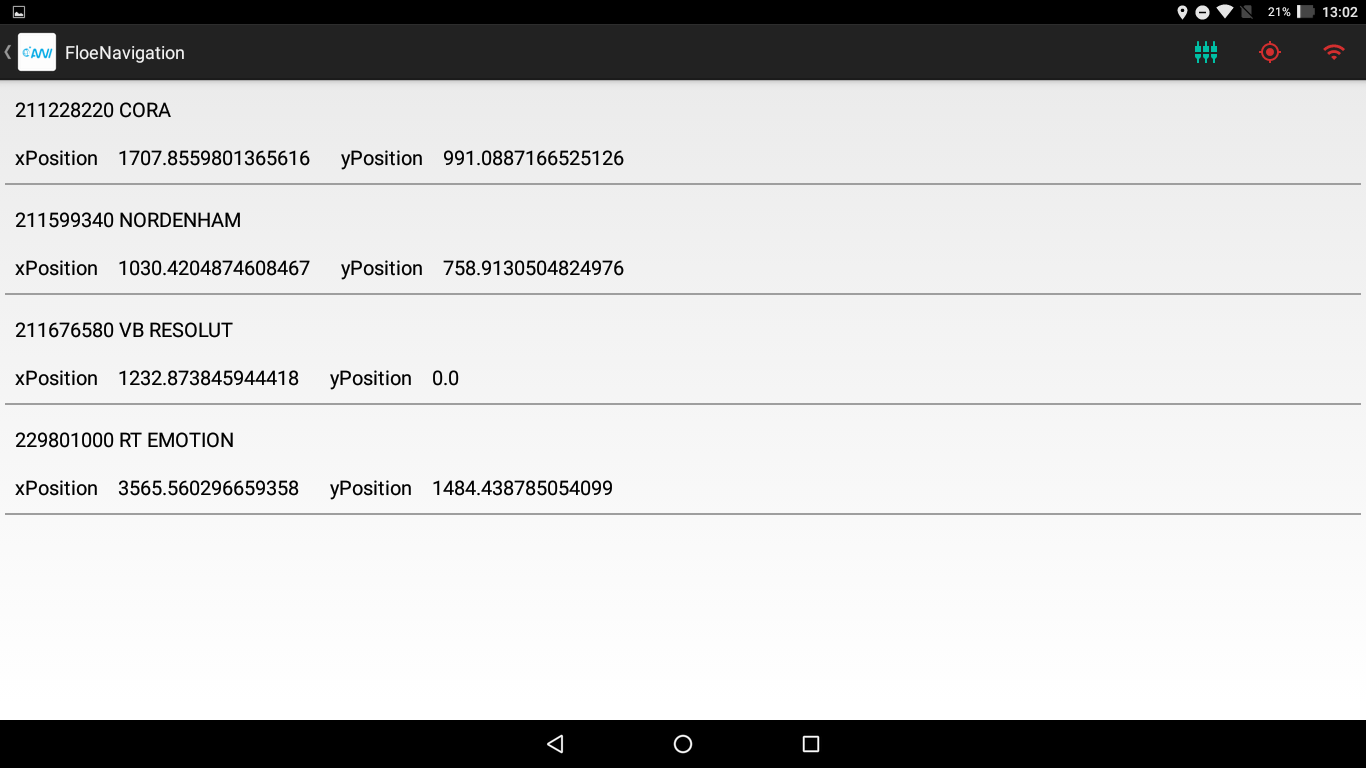 21% 13:02
AWI FloeNavigation
211228220 CORA
xPosition 1707.8559801365616 yPosition 991.0887166525126
211599340 NORDENHAM
xPosition 1030.4204874608467 yPosition 758.9130504824976
211676580 VB RESOLUT
xPosition 1232.873845944418 yPosition 0.0
229801000 RT EMOTION
xPosition 3565.560296659358 yPosition 1484.438785054099